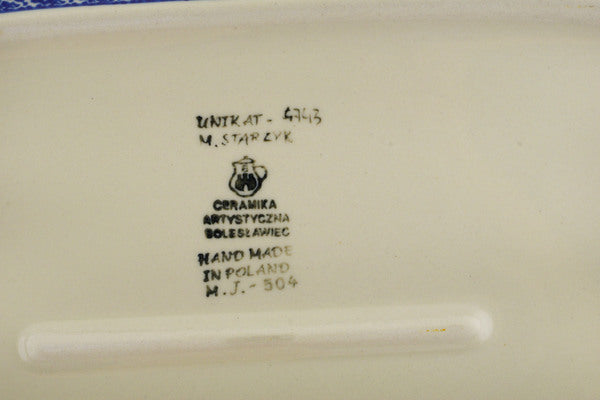 UNIKAT - 4743
M. STARZYK
CERAMIKA
ARTYSTYCZNA
BOLESŁAWIEC
HAND MADE
IN POLAND
M.J.-504